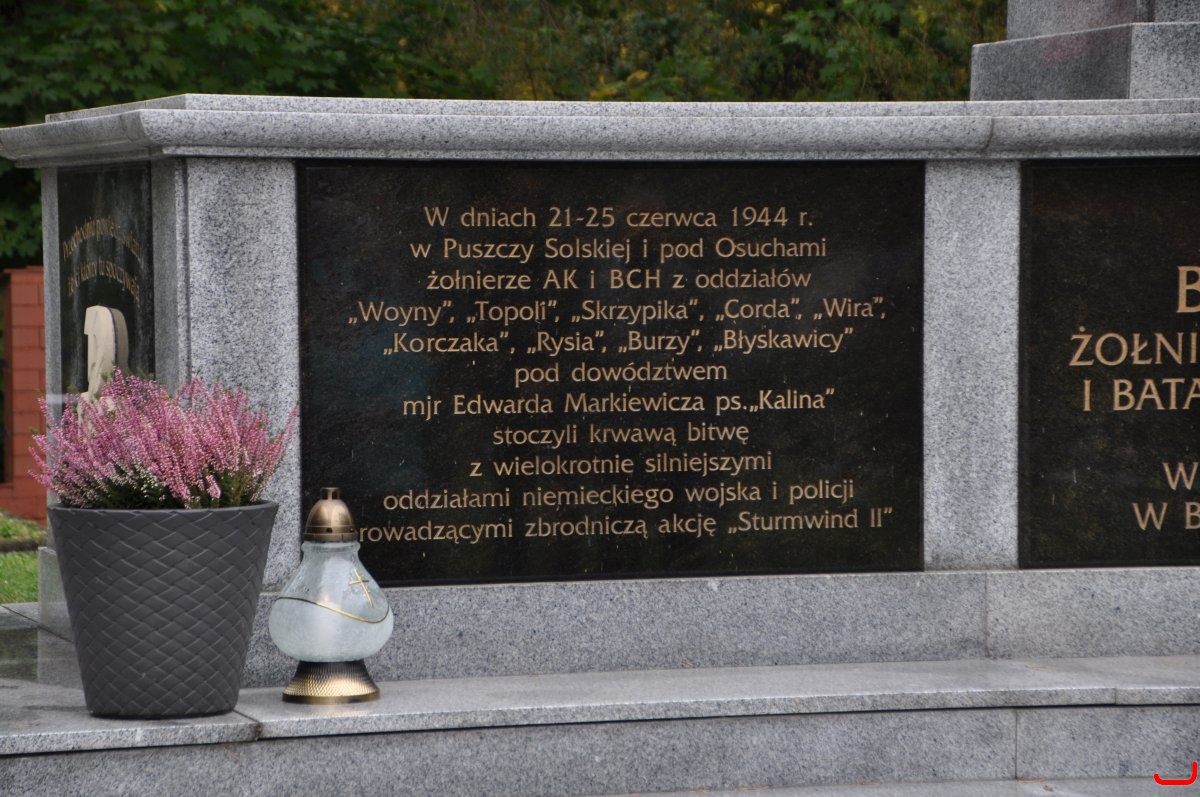 W dniach 21-25 czerwca 1944 r.
w Puszczy Solskiej i pod Osuchami
żołnierze AK i BCH z oddziałów
„Woyny”, „Topoli”, „Skrzypika”, „Corda”, „Wira”,
„Korczaka”, „Rysia”, „Burzy”, „Błyskawicy”
pod dowództwem
mjr Edwarda Markiewicza ps.„Kalina”
stoczyli krwawą bitwę
z wielokrotnie silniejszymi
oddziałami niemieckiego wojska i policji
rowadzącymi zbrodniczą akcję „Sturmwind II”
B
ŻOŁNI
I BATA
W
W B